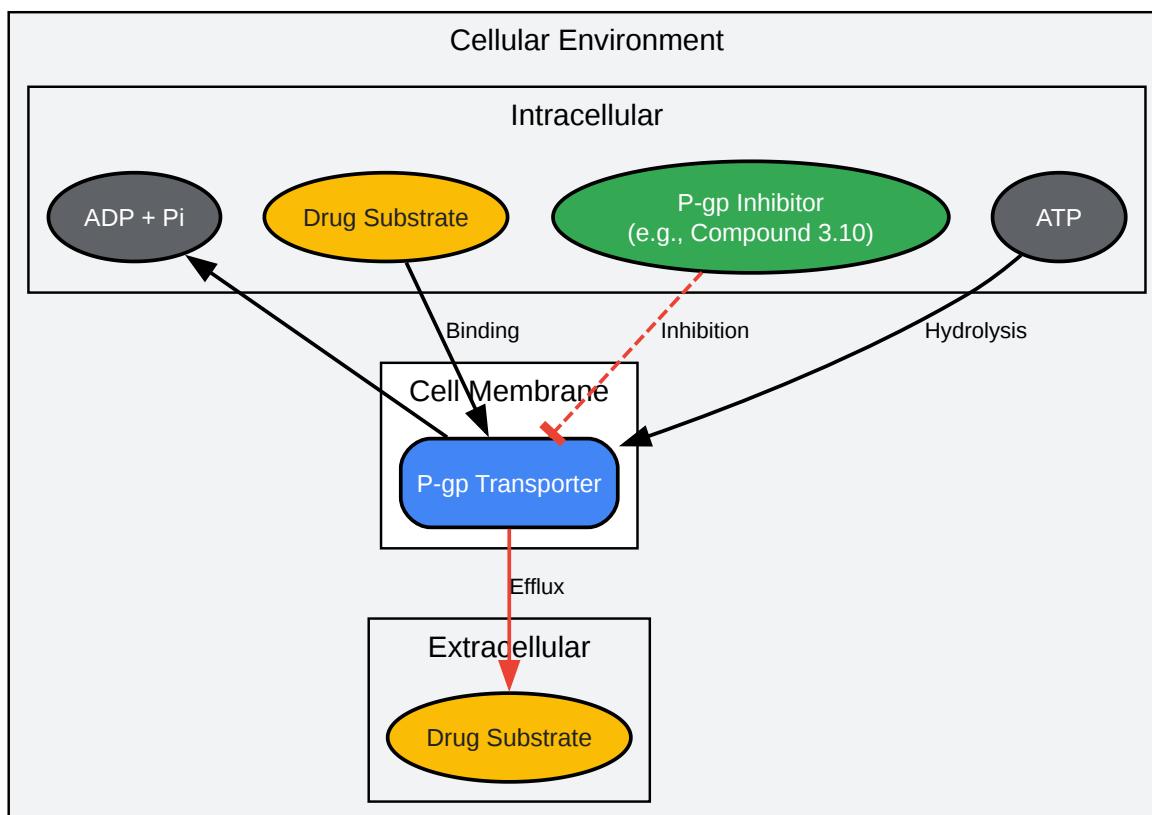 Cellular Environment
Intracellular
ADP + Pi
Drug Substrate
P-gp Inhibitor
(e.g., Compound 3.10)
ATP
Binding
Inhibition
Hydrolysis
Cell Membrane
P-gp Transporter
Efflux
Extracellular
Drug Substrate